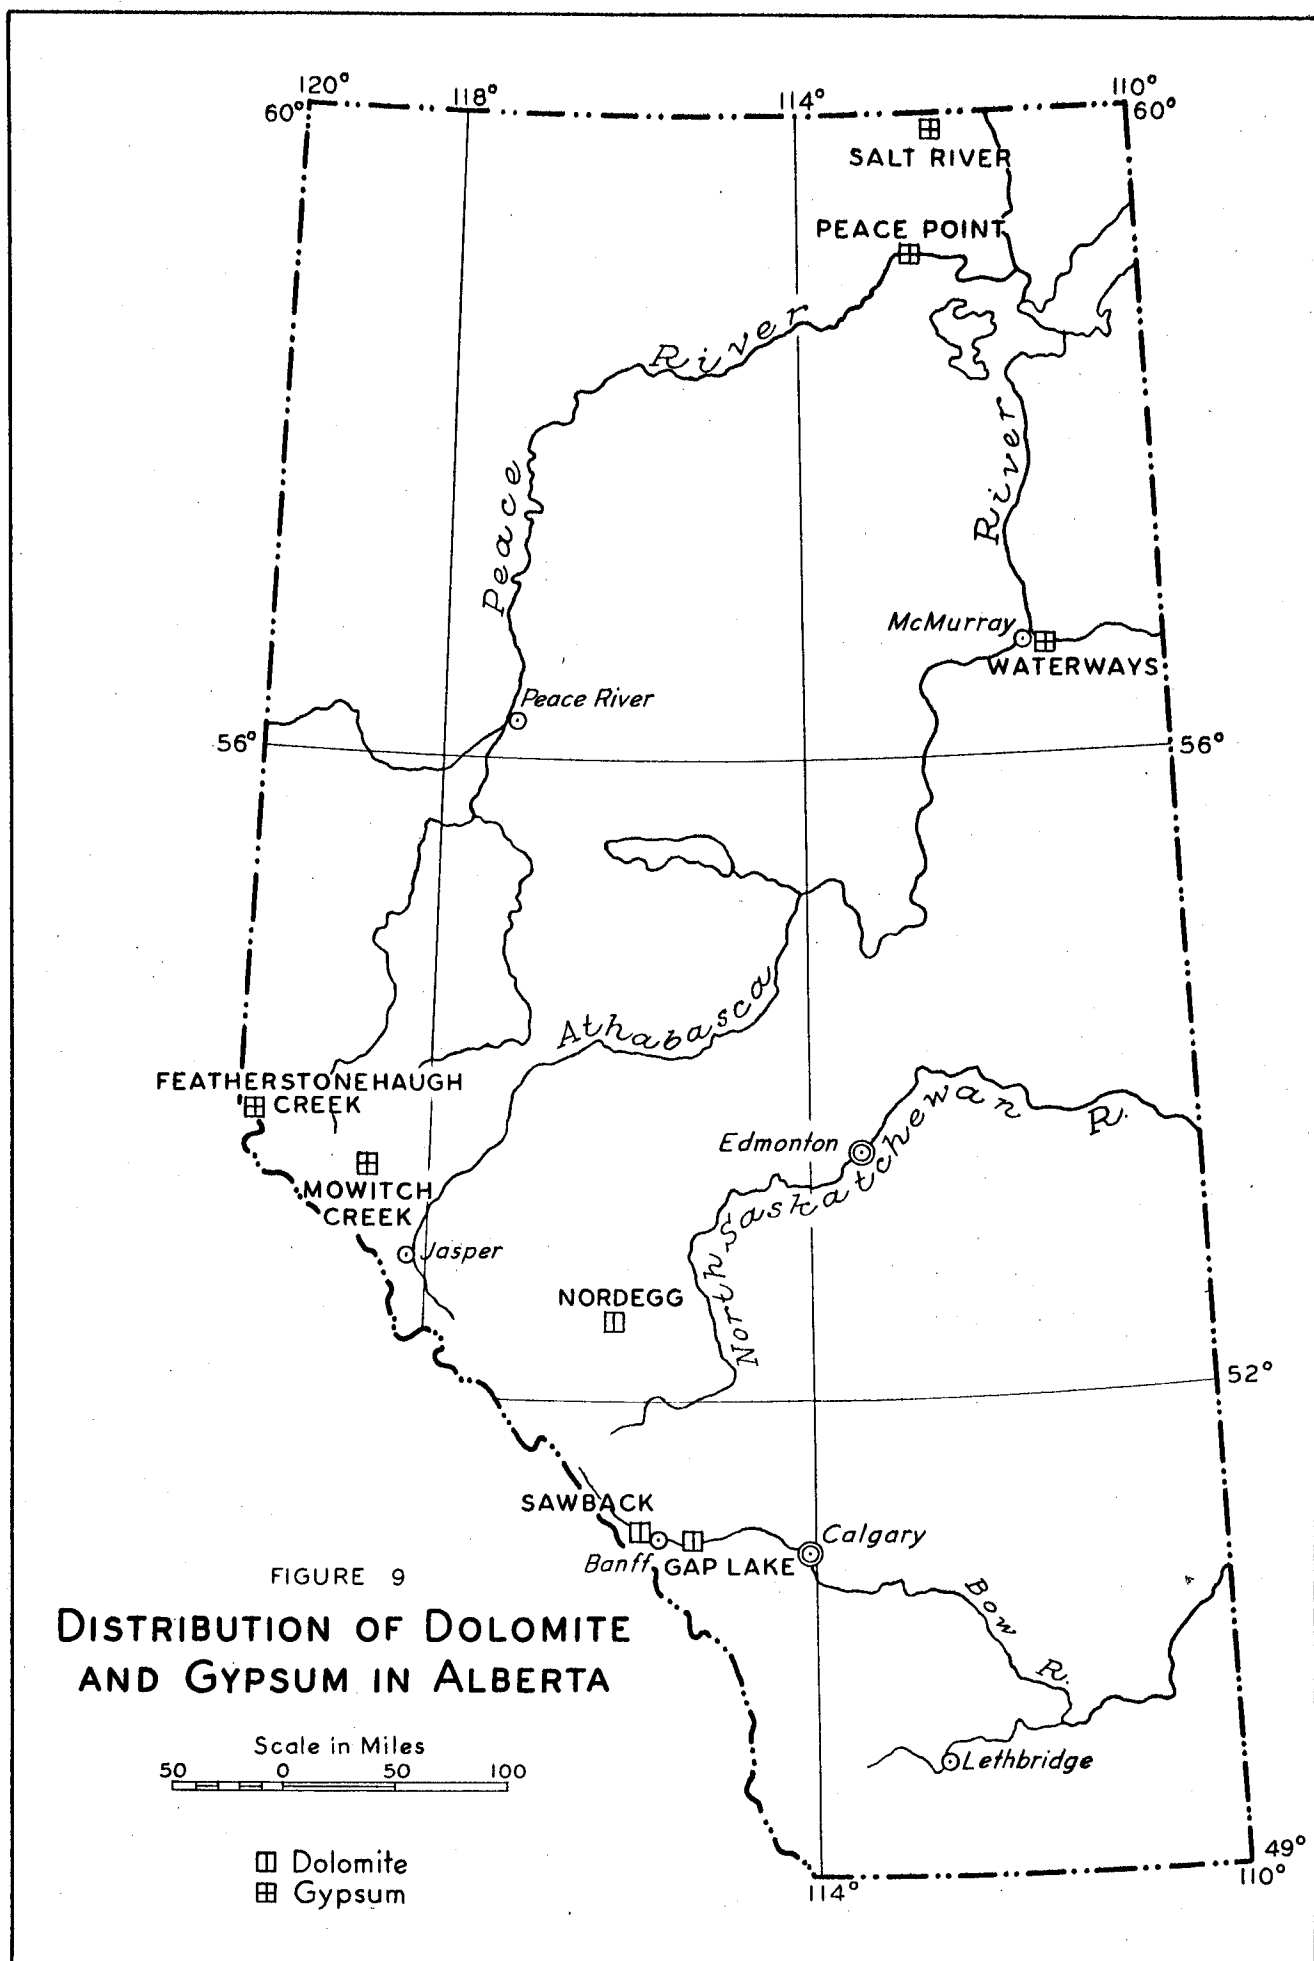 120°
118°
114°
110°
60°
60°
SALT RIVER
PEACE POINT
Peace River
River
McMurray
WATERWAYS
Peace River
56°
56°
Athabasca
FEATHERSTONEHAUGH
CREEK
North Saskatchewan R.
Edmonton
MOWITCH
CREEK
Jasper
NORDEGG
52°
SAWBACK
Banff
GAP LAKE
Calgary
Bow R.
FIGURE 9
DISTRIBUTION OF DOLOMITE
AND GYPSUM IN ALBERTA
Scale in Miles
50 0 50 100
Lethbridge
Dolomite
Gypsum
49°
110°
114°